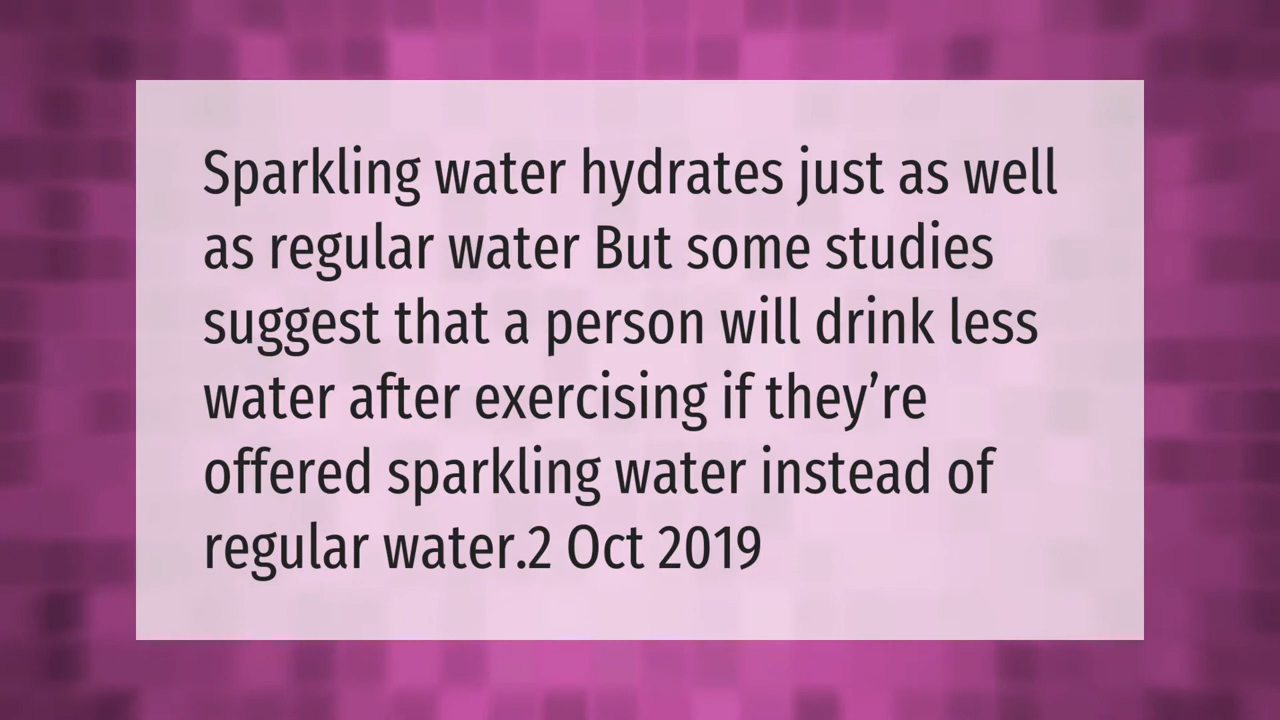 Sparkling water hydrates just as well
as regular water But some studies
suggest that a person will drink less
water after exercising if they’re
offered sparkling water instead of
regular water.2 Oct 2019